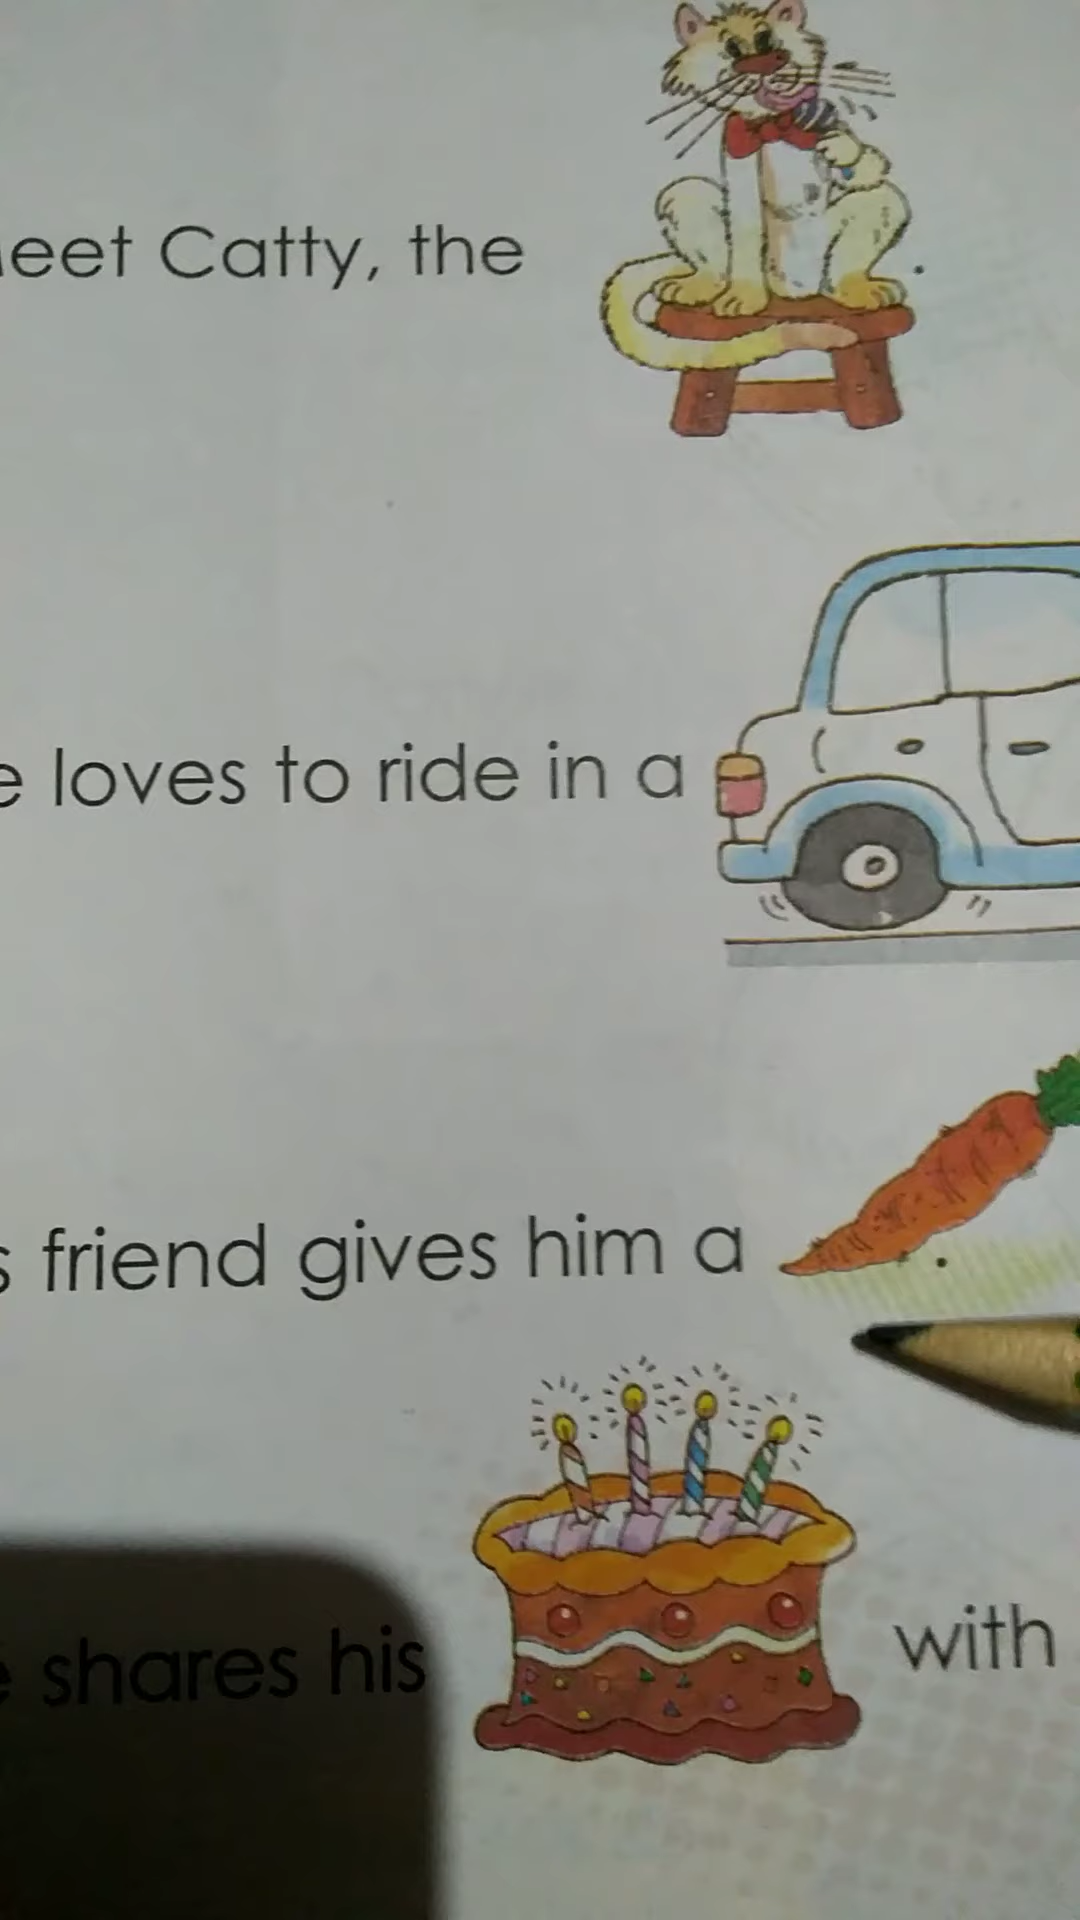 eet Catty, the .
e loves to ride in a
s friend gives him a .
e shares his with